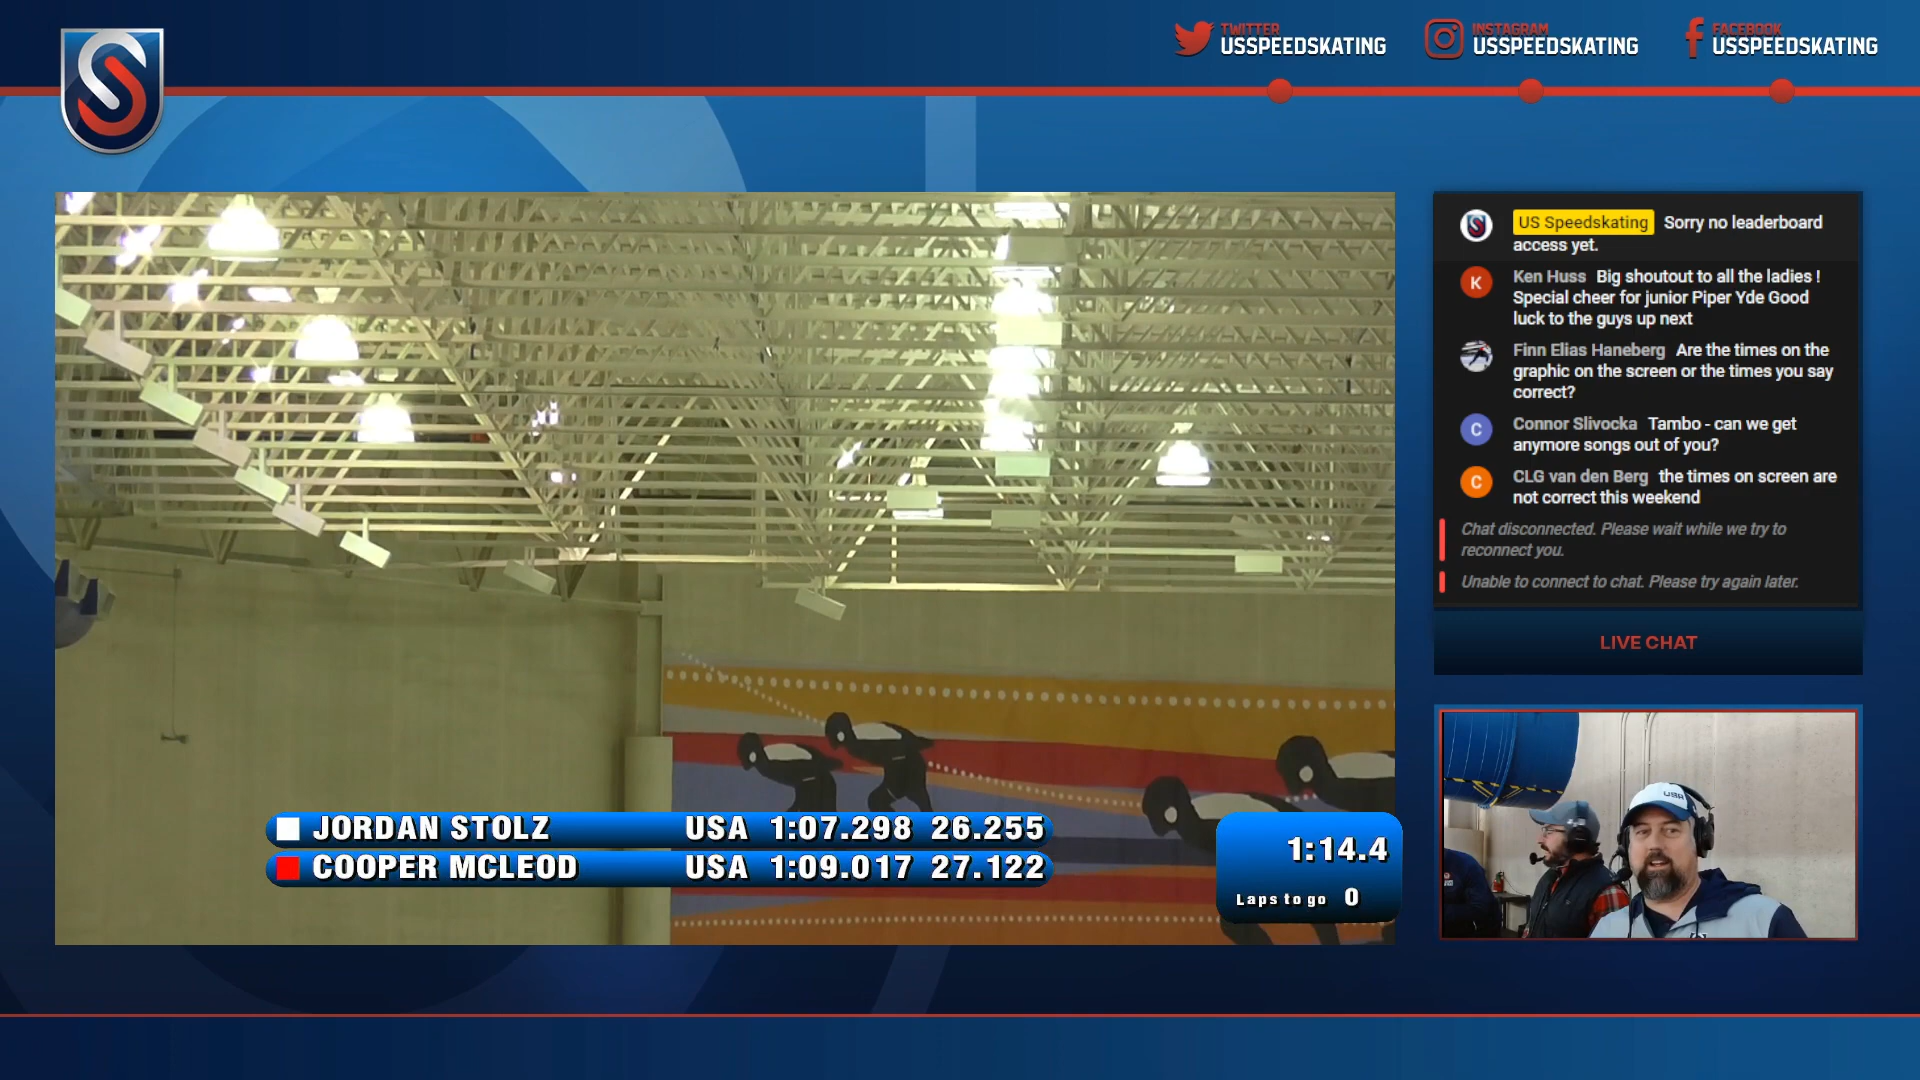 TWITTER
USSPEEDSKATING
INSTAGRAM
USSPEEDSKATING
FACEBOOK
USSPEEDSKATING
US Speedskating Sorry no leaderboard
access yet.
K
Ken Huss Big shoutout to all the ladies !
Special cheer for junior Piper Yde Good
luck to the guys up next
Finn Elias Haneberg Are the times on the
graphic on the screen or the times you say
correct?
C
Connor Slivocka Tambo - can we get
anymore songs out of you?
C
CLG van den Berg the times on screen are
not correct this weekend
Chat disconnected. Please wait while we try to
reconnect you.
Unable to connect to chat. Please try again later.
LIVE CHAT
JORDAN STOLZ USA 1:07.298 26.255
COOPER MCLEOD USA 1:09.017 27.122
1:14.4
Laps to go 0
USA